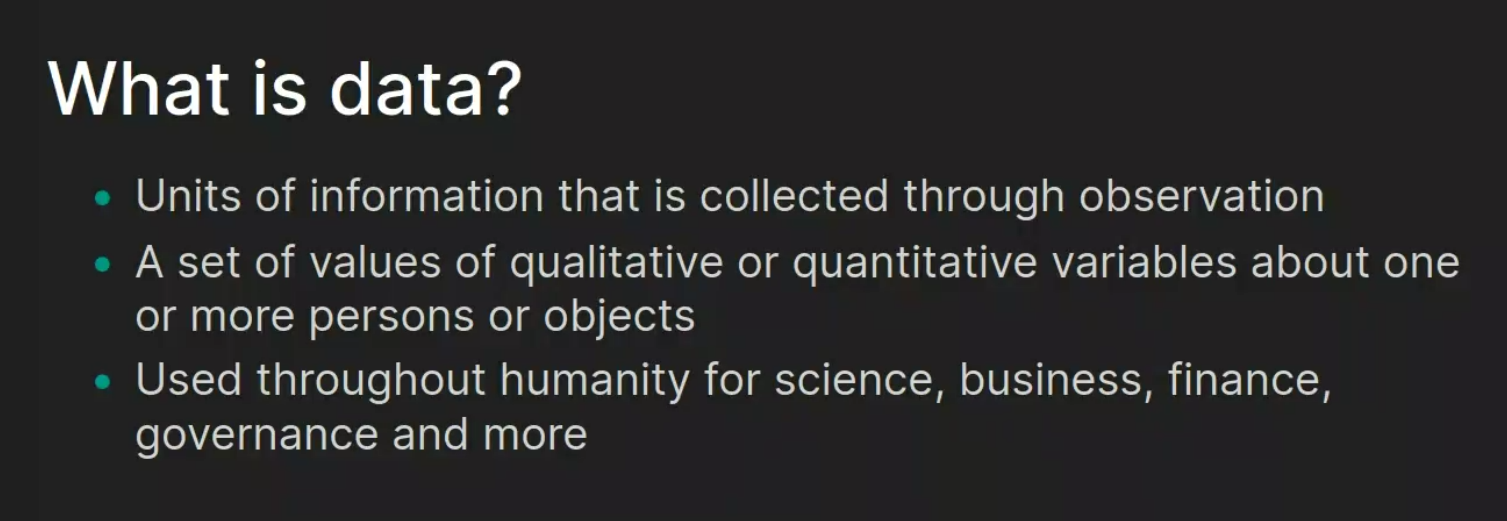 What is data?
Units of information that is collected through observation
A set of values of qualitative or quantitative variables about one
or more persons or objects
Used throughout humanity for science, business, finance,
governance and more